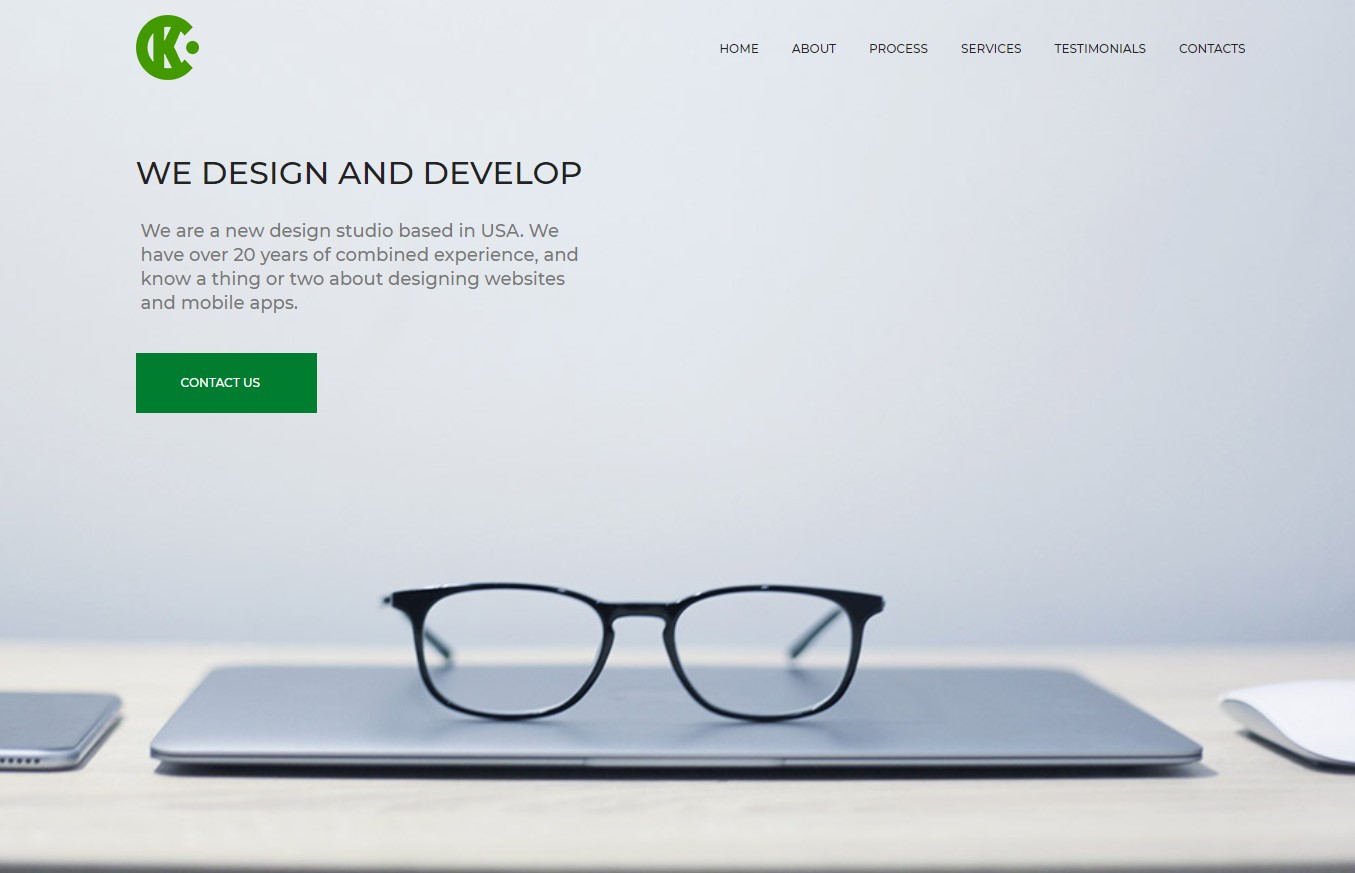 CK
HOME ABOUT PROCESS SERVICES TESTIMONIALS CONTACTS
WE DESIGN AND DEVELOP
We are a new design studio based in USA. We
have over 20 years of combined experience, and
know a thing or two about designing websites
and mobile apps.
CONTACT US